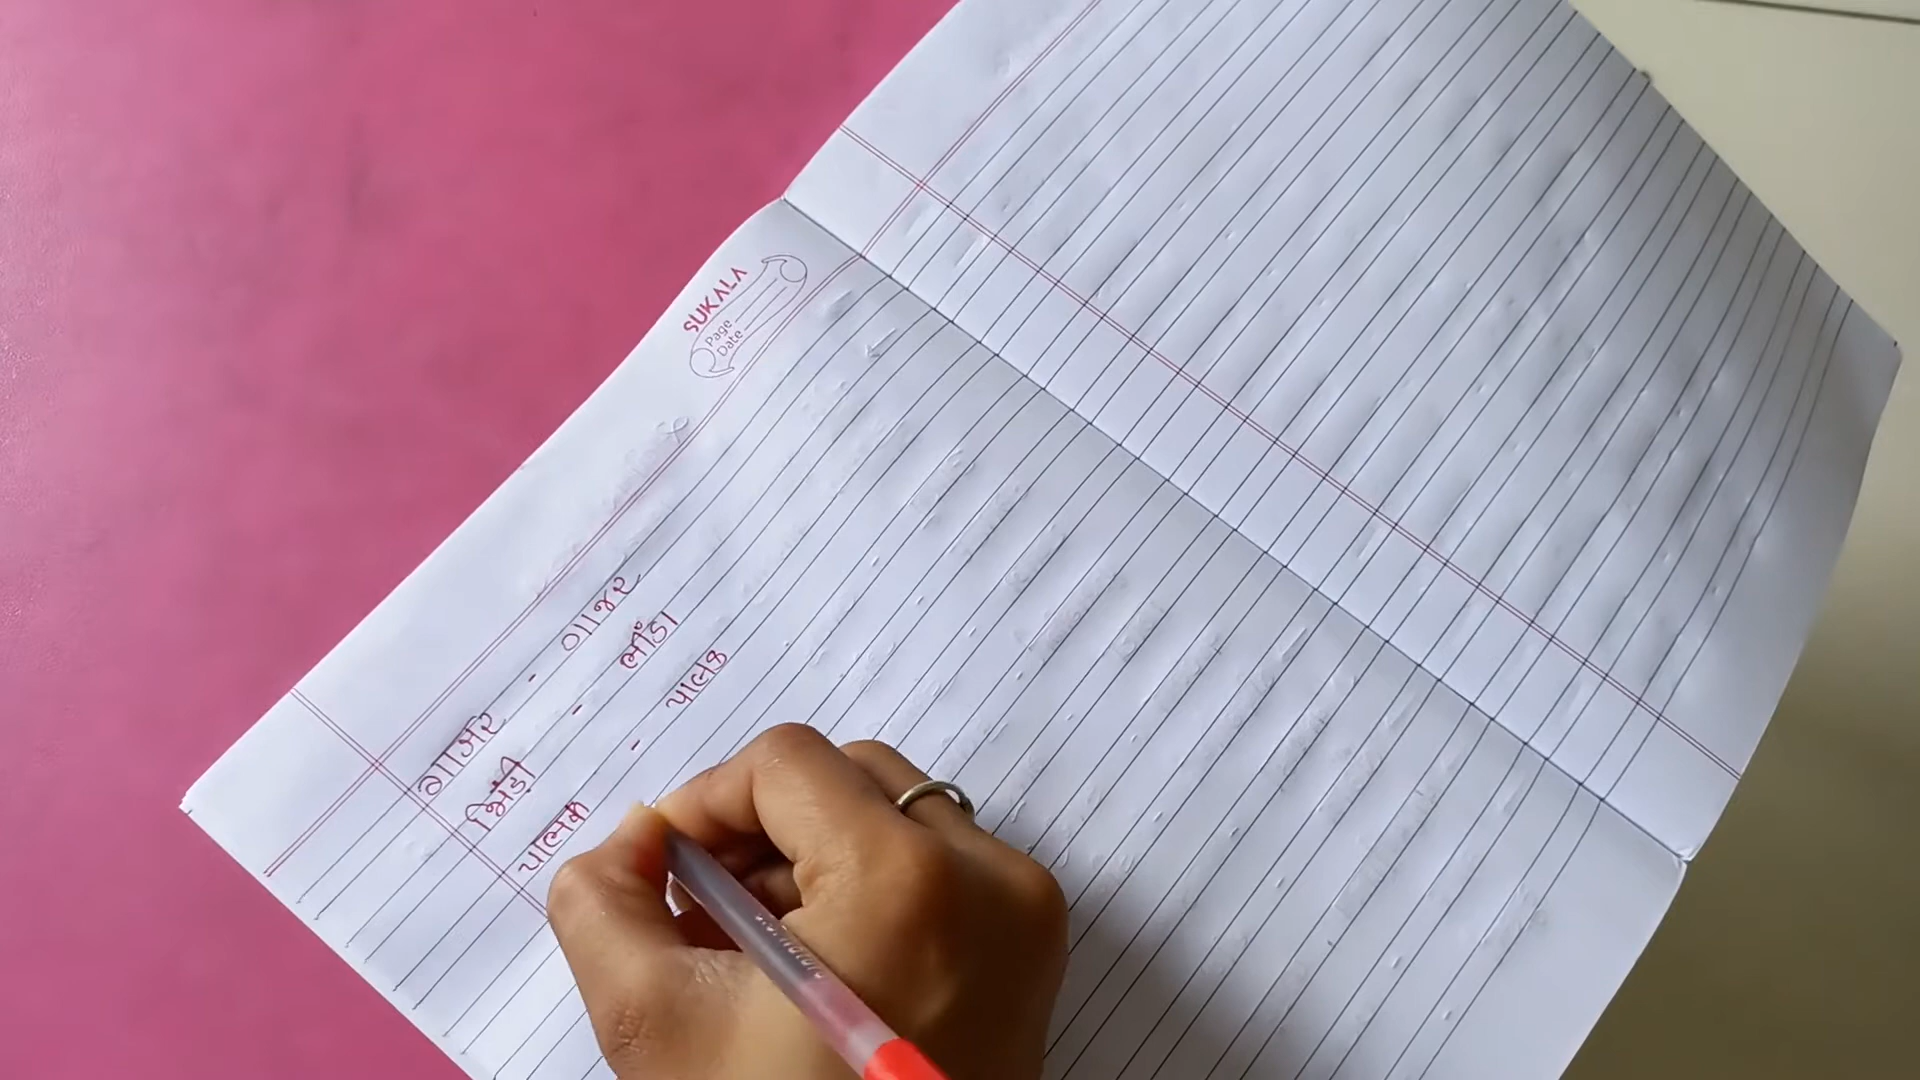 SUKALA
Page
Date
गाजर - ગાજર
भिंडी - ભીંડા
पालक - પાલક